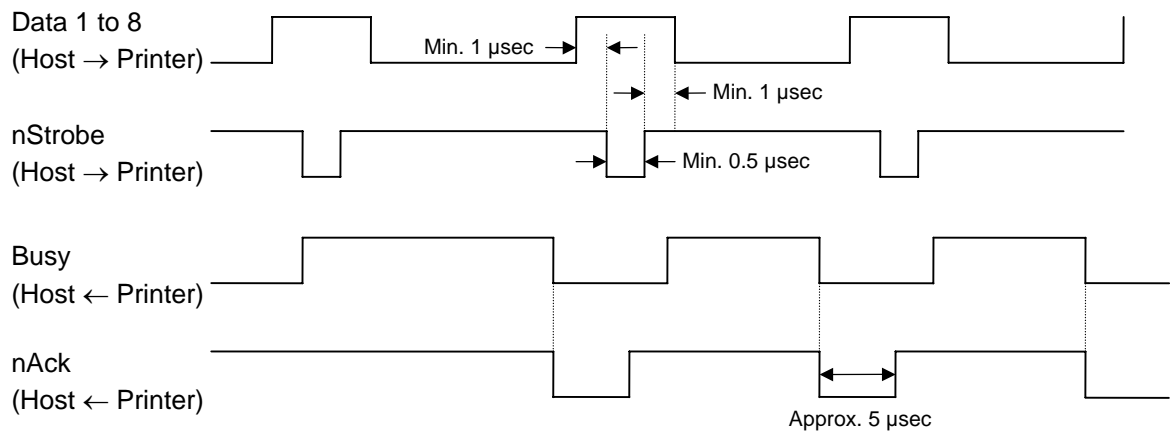 Data 1 to 8
(Host → Printer)
Min. 1 µsec
Min. 1 µsec
nStrobe
(Host → Printer)
Min. 0.5 µsec
Busy
(Host ← Printer)
nAck
(Host ← Printer)
Approx. 5 µsec